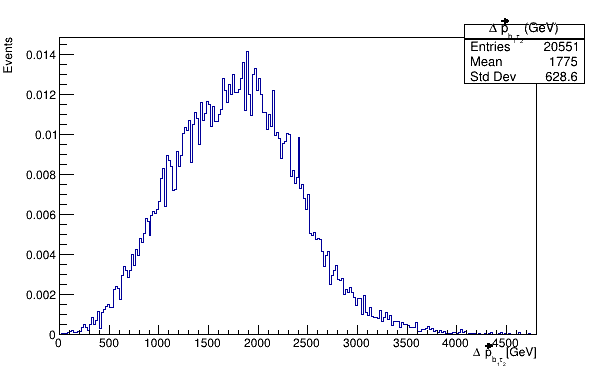 Δ p⃗ b₁τ₂ (GeV)
Entries 20551
Mean 1775
Std Dev 628.6
Events
0.014
0.012
0.01
0.008
0.006
0.004
0.002
0
0 500 1000 1500 2000 2500 3000 3500 4000 4500
Δ p⃗ b₁τ₂ [GeV]